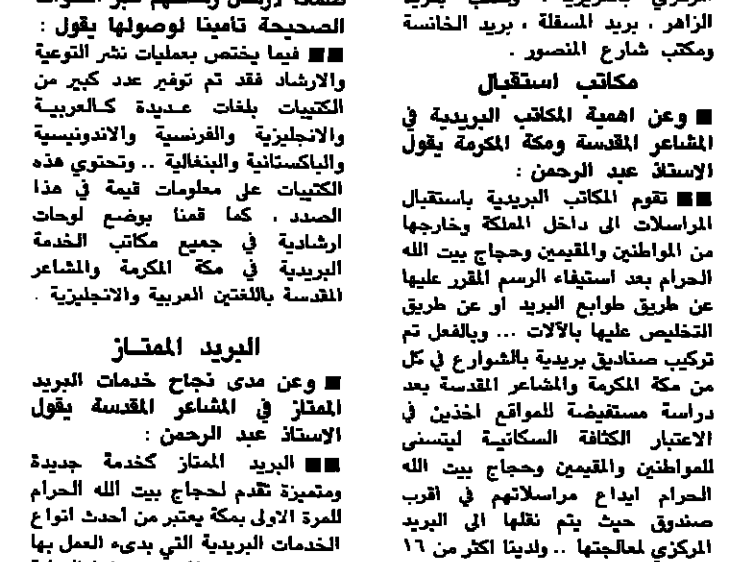 الزاهر ، بريد المسفلة ، بريد الخانسة
ومكتب شارع المنصور .
مكاتب استقبال
■ وعن اهمية المكاتب البريدية في
المشاعر المقدسة ومكة المكرمة يقول
الاستاذ عبد الرحمن :
■■ تقوم المكاتب البريدية باستقبال
المراسلات الى داخل المملكة وخارجها
من المواطنين والمقيمين وحجاج بيت الله
الحرام بعد استيفاء الرسم المقرر عليها
عن طريق طوابع البريد او عن طريق
التخليص عليها بالآلات ... وبالفعل تم
تركيب صناديق بريدية بالشوارع في كل
من مكة المكرمة والمشاعر المقدسة بعد
دراسة مستفيضة للمواقع اخذين في
الاعتبار الكثافة السكانية ليتسنى
للمواطنين والمقيمين وحجاج بيت الله
الحرام ايداع مراسلاتهم في اقرب
صندوق حيث يتم نقلها الى البريد
المركزي لمعالجتها .. ولدينا اكثر من ١٦
الصحيحة تأمينا لوصولها يقول :
■■ فيما يختص بعمليات نشر التوعية
والارشاد فقد تم توفير عدد كبير من
الكتيبات بلغات عديدة كالعربية
والانجليزية والفرنسية والاندونيسية
والباكستانية والبنغالية .. وتحتوي هذه
الكتيبات على معلومات قيمة في هذا
الصدد ، كما قمنا بوضع لوحات
ارشادية في جميع مكاتب الخدمة
البريدية في مكة المكرمة والمشاعر
المقدسة باللغتين العربية والانجليزية .
البريد الممتــاز
■ وعن مدى نجاح خدمات البريد
الممتاز في المشاعر المقدسة يقول
الاستاذ عبد الرحمن :
■■ البريد الممتاز كخدمة جديدة
ومتميزة تقدم لحجاج بيت الله الحرام
للمرة الاولى بمكة يعتبر من أحدث انواع
الخدمات البريدية التي بدىء العمل بها